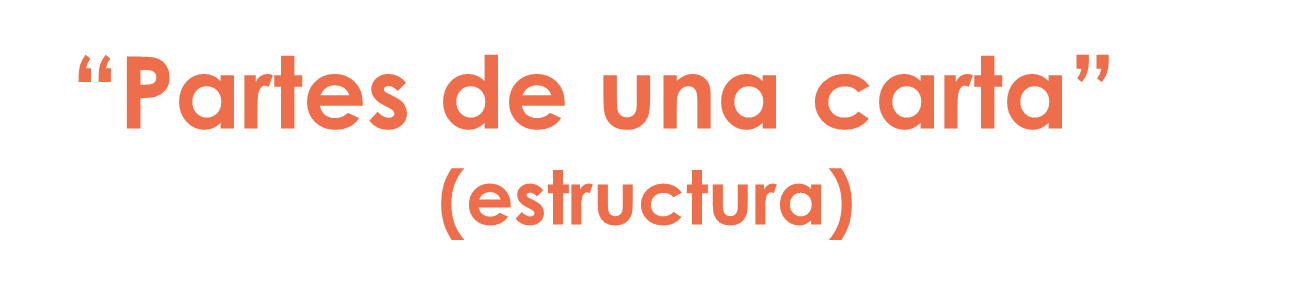 “Partes de una carta”
(estructura)